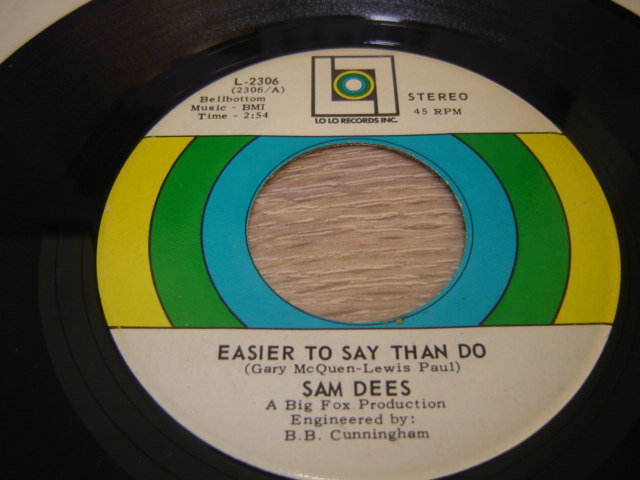 L-2306
(2306/A)
Bellbottom
Music - BMI
Time - 2:54
LO LO RECORDS INC.
STEREO
45 RPM
EASIER TO SAY THAN DO
(Gary McQuen-Lewis Paul)
SAM DEES
A Big Fox Production
Engineered by:
B.B. Cunningham